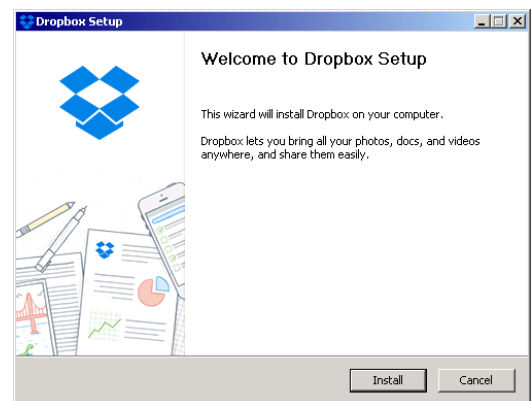 Dropbox Setup
Welcome to Dropbox Setup
This wizard will install Dropbox on your computer.
Dropbox lets you bring all your photos, docs, and videos
anywhere, and share them easily.
Install
Cancel